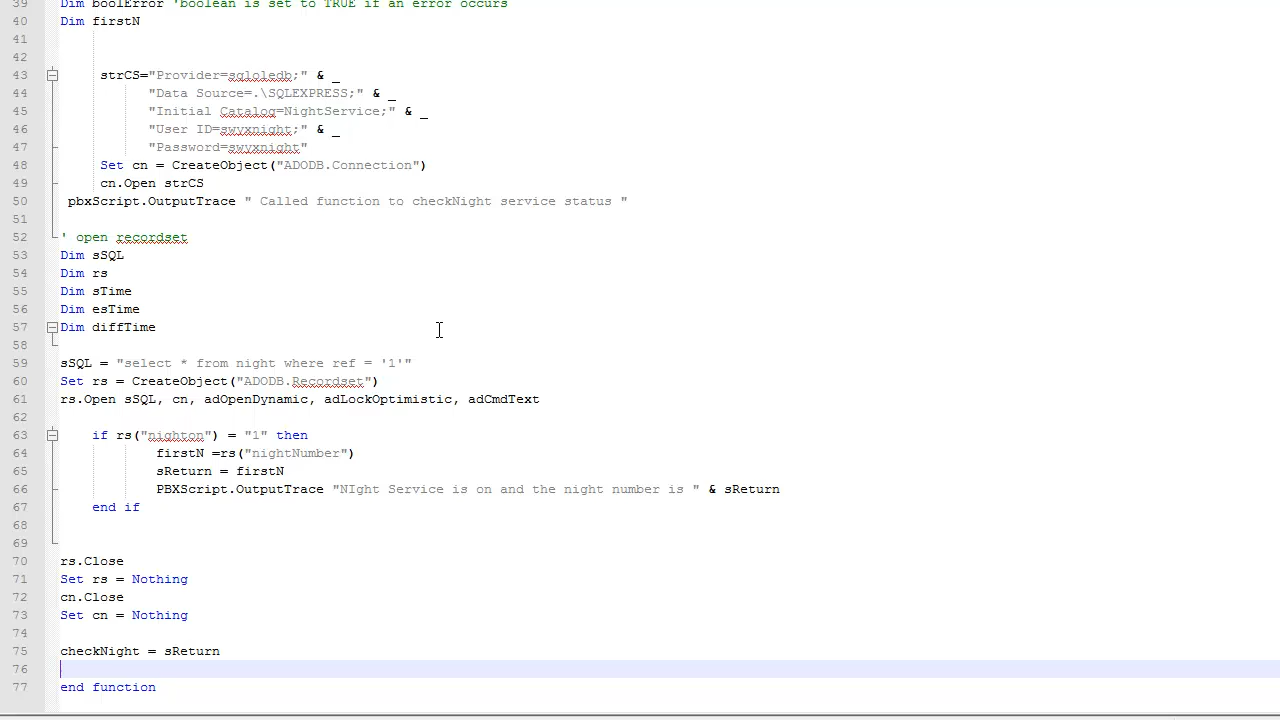 39 Dim boolError 'boolean is set to TRUE if an error occurs
40 Dim firstN
41
42
43 strCS="Provider=sqloledb;" & _
44 "Data Source=.\SQLEXPRESS;" & _
45 "Initial Catalog=NightService;" & _
46 "User ID=swyxnight;" & _
47 "Password=swyxnight"
48 Set cn = CreateObject("ADODB.Connection")
49 cn.Open strCS
50 pbxScript.OutputTrace " Called function to checkNight service status "
51
52 ' open recordset
53 Dim sSQL
54 Dim rs
55 Dim sTime
56 Dim esTime
57 Dim diffTime
58
59 sSQL = "select * from night where ref = '1'"
60 Set rs = CreateObject("ADODB.Recordset")
61 rs.Open sSQL, cn, adOpenDynamic, adLockOptimistic, adCmdText
62
63 if rs("nighton") = "1" then
64 firstN =rs("nightNumber")
65 sReturn = firstN
66 PBXScript.OutputTrace "NIght Service is on and the night number is " & sReturn
67 end if
68
69
70 rs.Close
71 Set rs = Nothing
72 cn.Close
73 Set cn = Nothing
74
75 checkNight = sReturn
76
77 end function